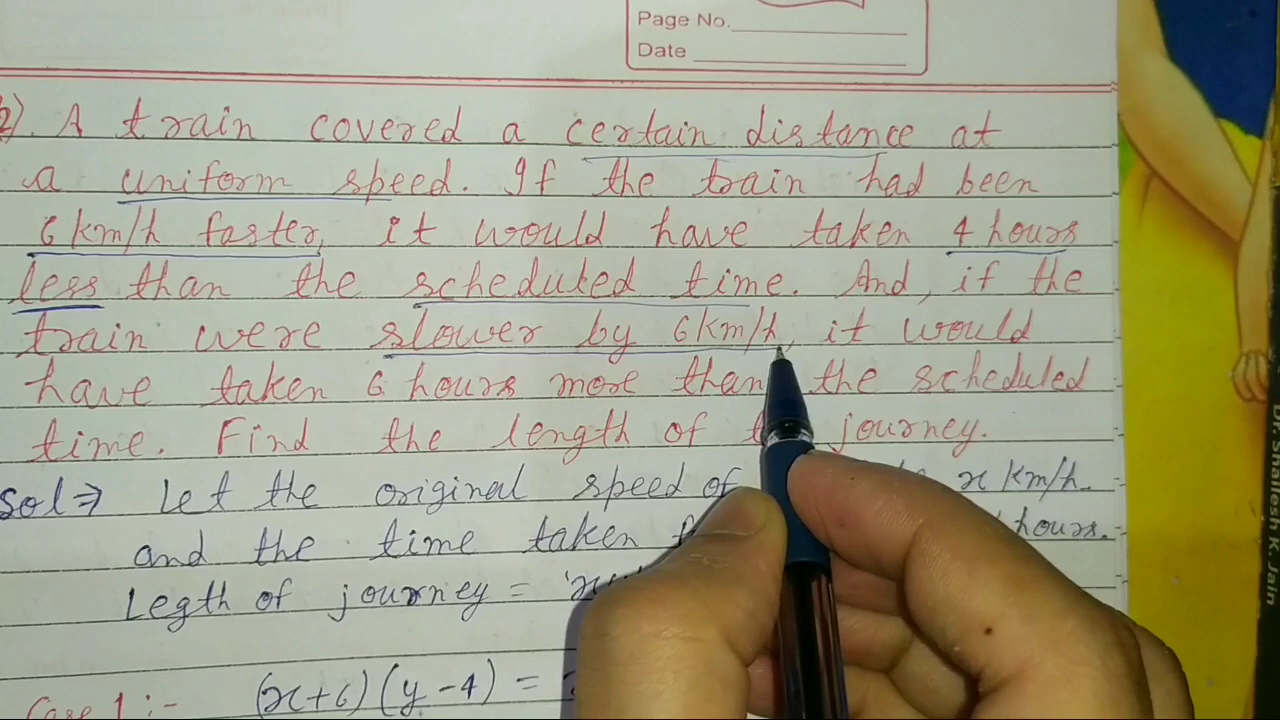 Page No.
Date
2). A train covered a certain distance at
a uniform speed. If the train had been
6 km/h faster, it would have taken 4 hours
less than the scheduled time. And, if the
train were slower by 6 km/h, it would
have taken 6 hours more than the scheduled
time. Find the length of journey.
Sol ⇒ Let the original speed of x km/h.
and the time taken hours.
Legth of journey =
Case 1 :- (x+6) (y-4) =
Dr. Shailesh K. Jain